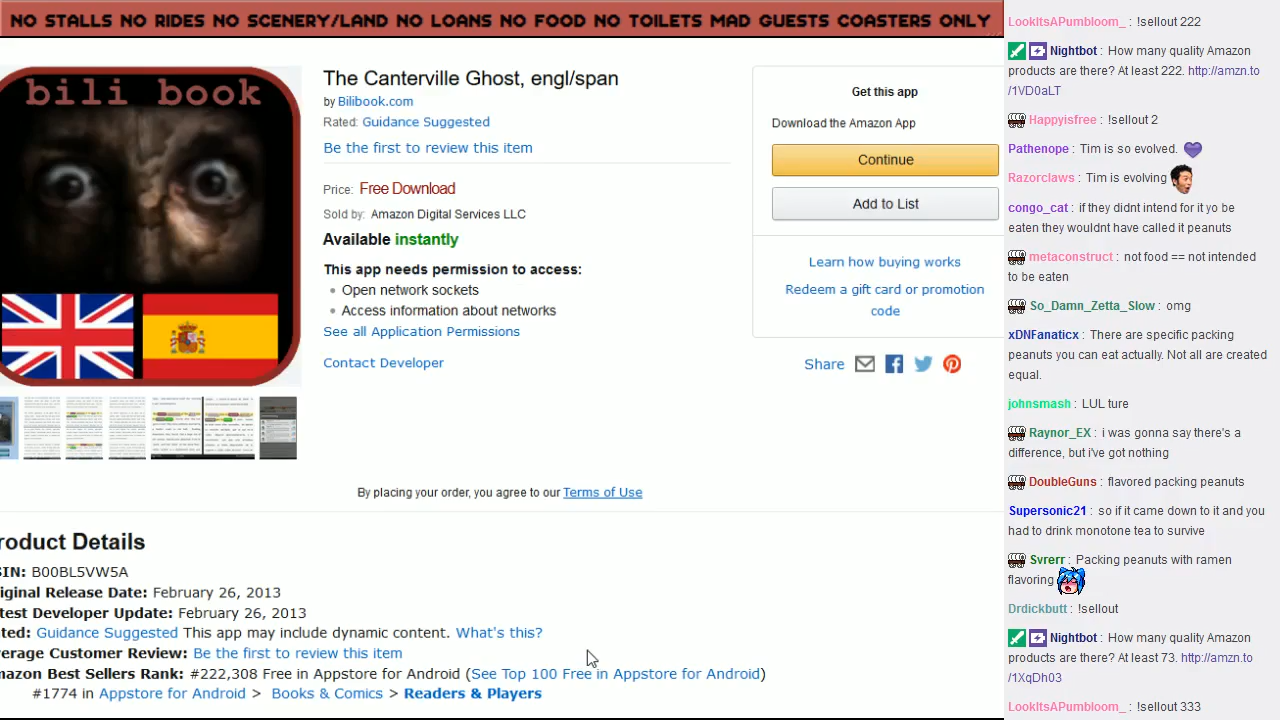 NO STALLS NO RIDES NO SCENERY/LAND NO LOANS NO FOOD NO TOILETS MAD GUESTS COASTERS ONLY
bili book
The Canterville Ghost, engl/span
by Bilibook.com
Rated: Guidance Suggested
Be the first to review this item
Price: Free Download
Sold by: Amazon Digital Services LLC
Available instantly
This app needs permission to access:
Open network sockets
Access information about networks
See all Application Permissions
Contact Developer
Get this app
Download the Amazon App
Continue
Add to List
Learn how buying works
Redeem a gift card or promotion
code
Share
By placing your order, you agree to our Terms of Use
roduct Details
IN: B00BL5VW5A
iginal Release Date: February 26, 2013
test Developer Update: February 26, 2013
ted: Guidance Suggested This app may include dynamic content. What's this?
erage Customer Review: Be the first to review this item
mazon Best Sellers Rank: #222,308 Free in Appstore for Android (See Top 100 Free in Appstore for Android)
#1774 in Appstore for Android > Books & Comics > Readers & Players
LookItsAPumbloom_ : !sellout 222
Nightbot : How many quality Amazon
products are there? At least 222. http://amzn.to
/1VD0aLT
Happyisfree : !sellout 2
Pathenope : Tim is so evolved.
Razorclaws : Tim is evolving
congo_cat : if they didnt intend for it yo be
eaten they wouldnt have called it peanuts
metaconstruct : not food == not intended
to be eaten
So_Damn_Zetta_Slow : omg
xDNFanaticx : There are specific packing
peanuts you can eat actually. Not all are created
equal.
johnsmash : LUL ture
I was gonna say there's a
difference, but i've got nothing
DoubleGuns : flavored packing peanuts
Supersonic21 : so if it came down to it and you
had to drink monotone tea to survive
Svrerr : Packing peanuts with ramen
flavoring
Drdickbutt : !sellout
Nightbot : How many quality Amazon
products are there? At least 73. http://amzn.to
/1XqDh03
LookItsAPumbloom_ : !sellout 333